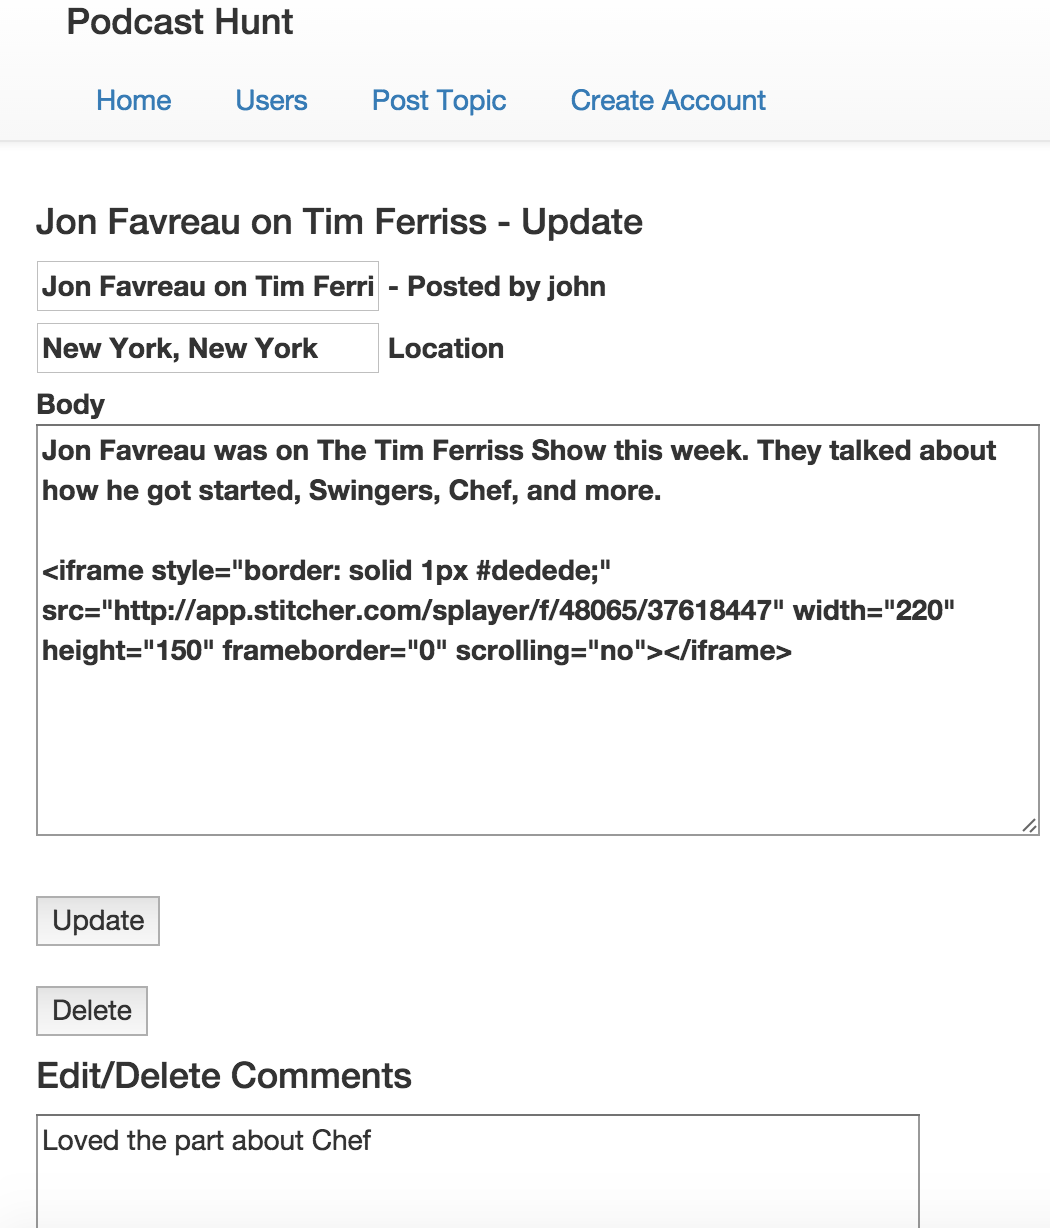 Podcast Hunt
Home Users Post Topic Create Account
Jon Favreau on Tim Ferriss - Update
Jon Favreau on Tim Ferri - Posted by john
New York, New York Location
Body
Jon Favreau was on The Tim Ferriss Show this week. They talked about
how he got started, Swingers, Chef, and more.
<iframe style="border: solid 1px #dedede;"
src="http://app.stitcher.com/splayer/f/48065/37618447" width="220"
height="150" frameborder="0" scrolling="no"></iframe>
Update
Delete
Edit/Delete Comments
Loved the part about Chef